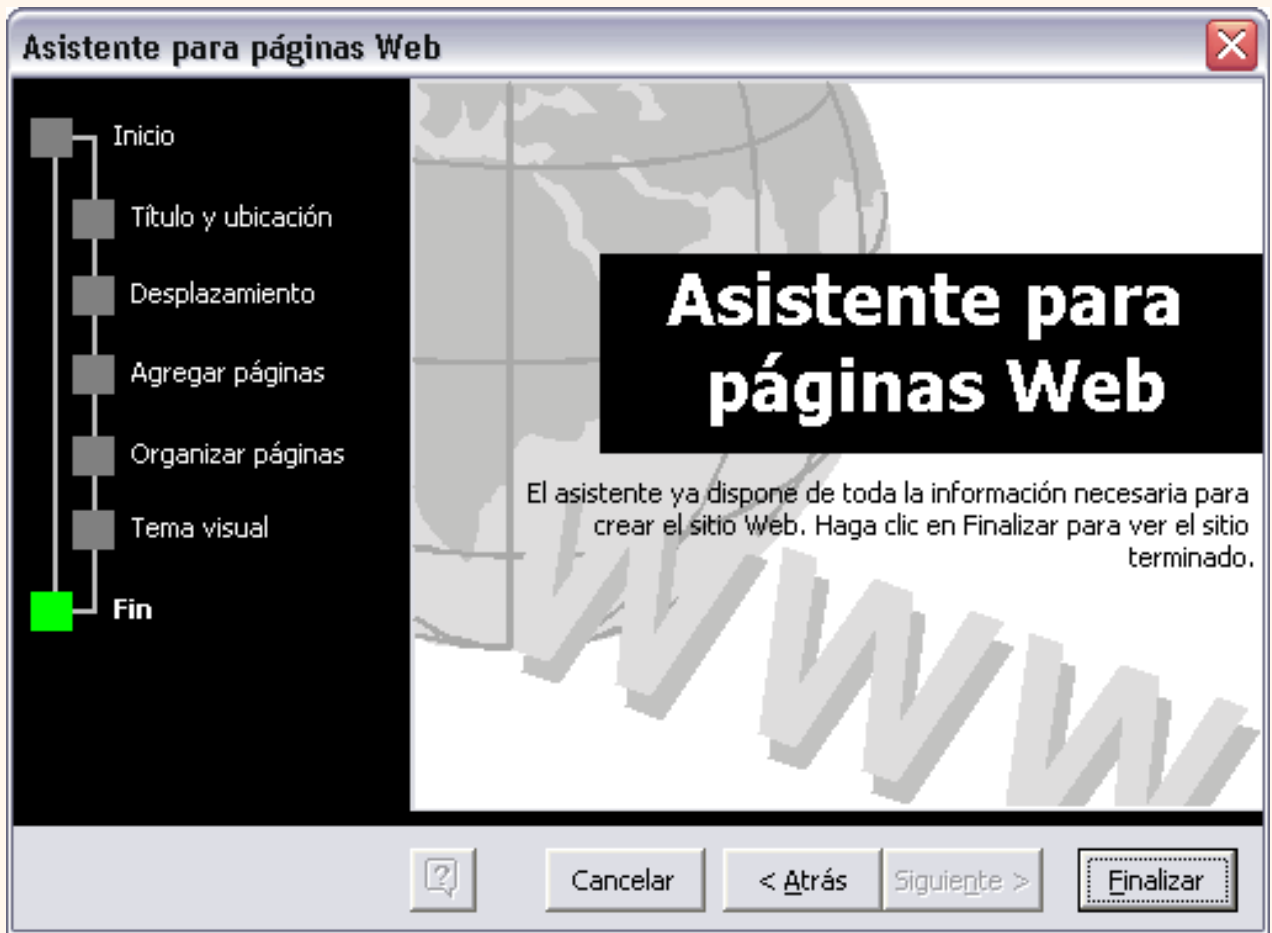 Asistente para páginas Web
Inicio
Título y ubicación
Desplazamiento
Agregar páginas
Organizar páginas
Tema visual
Fin
Asistente para
páginas Web
El asistente ya dispone de toda la información necesaria para
crear el sitio Web. Haga clic en Finalizar para ver el sitio
terminado.
WWW
Cancelar
< Atrás
Siguiente >
Finalizar